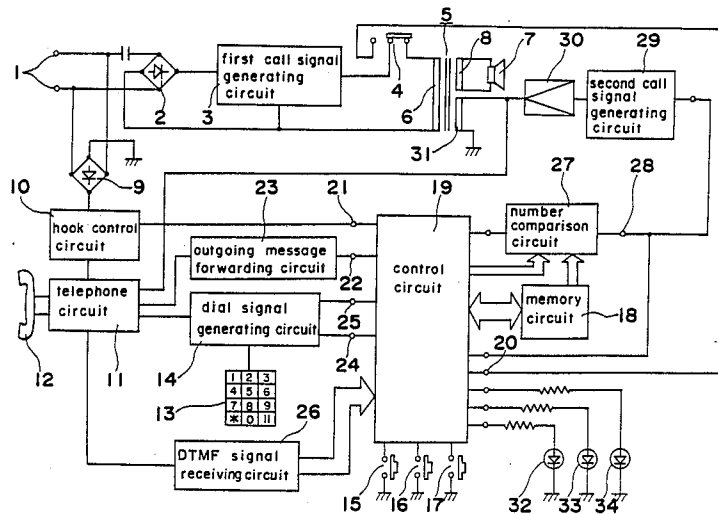 5
8
7
30
29
1
first call signal
generating
circuit
3
2
4
6
31
second call
signal
generating
circuit
9
10
hook control
circuit
23
21
19
27
28
outgoing message
forwarding circuit
22
number
comparison
circuit
control
circuit
telephone
circuit
12
11
dial signal
generating circuit
14
25
24
memory
circuit
18
20
13
1 2 3
4 5 6
7 8 9
* 0 11
26
DTMF signal
receiving circuit
15
16
17
32
33
34